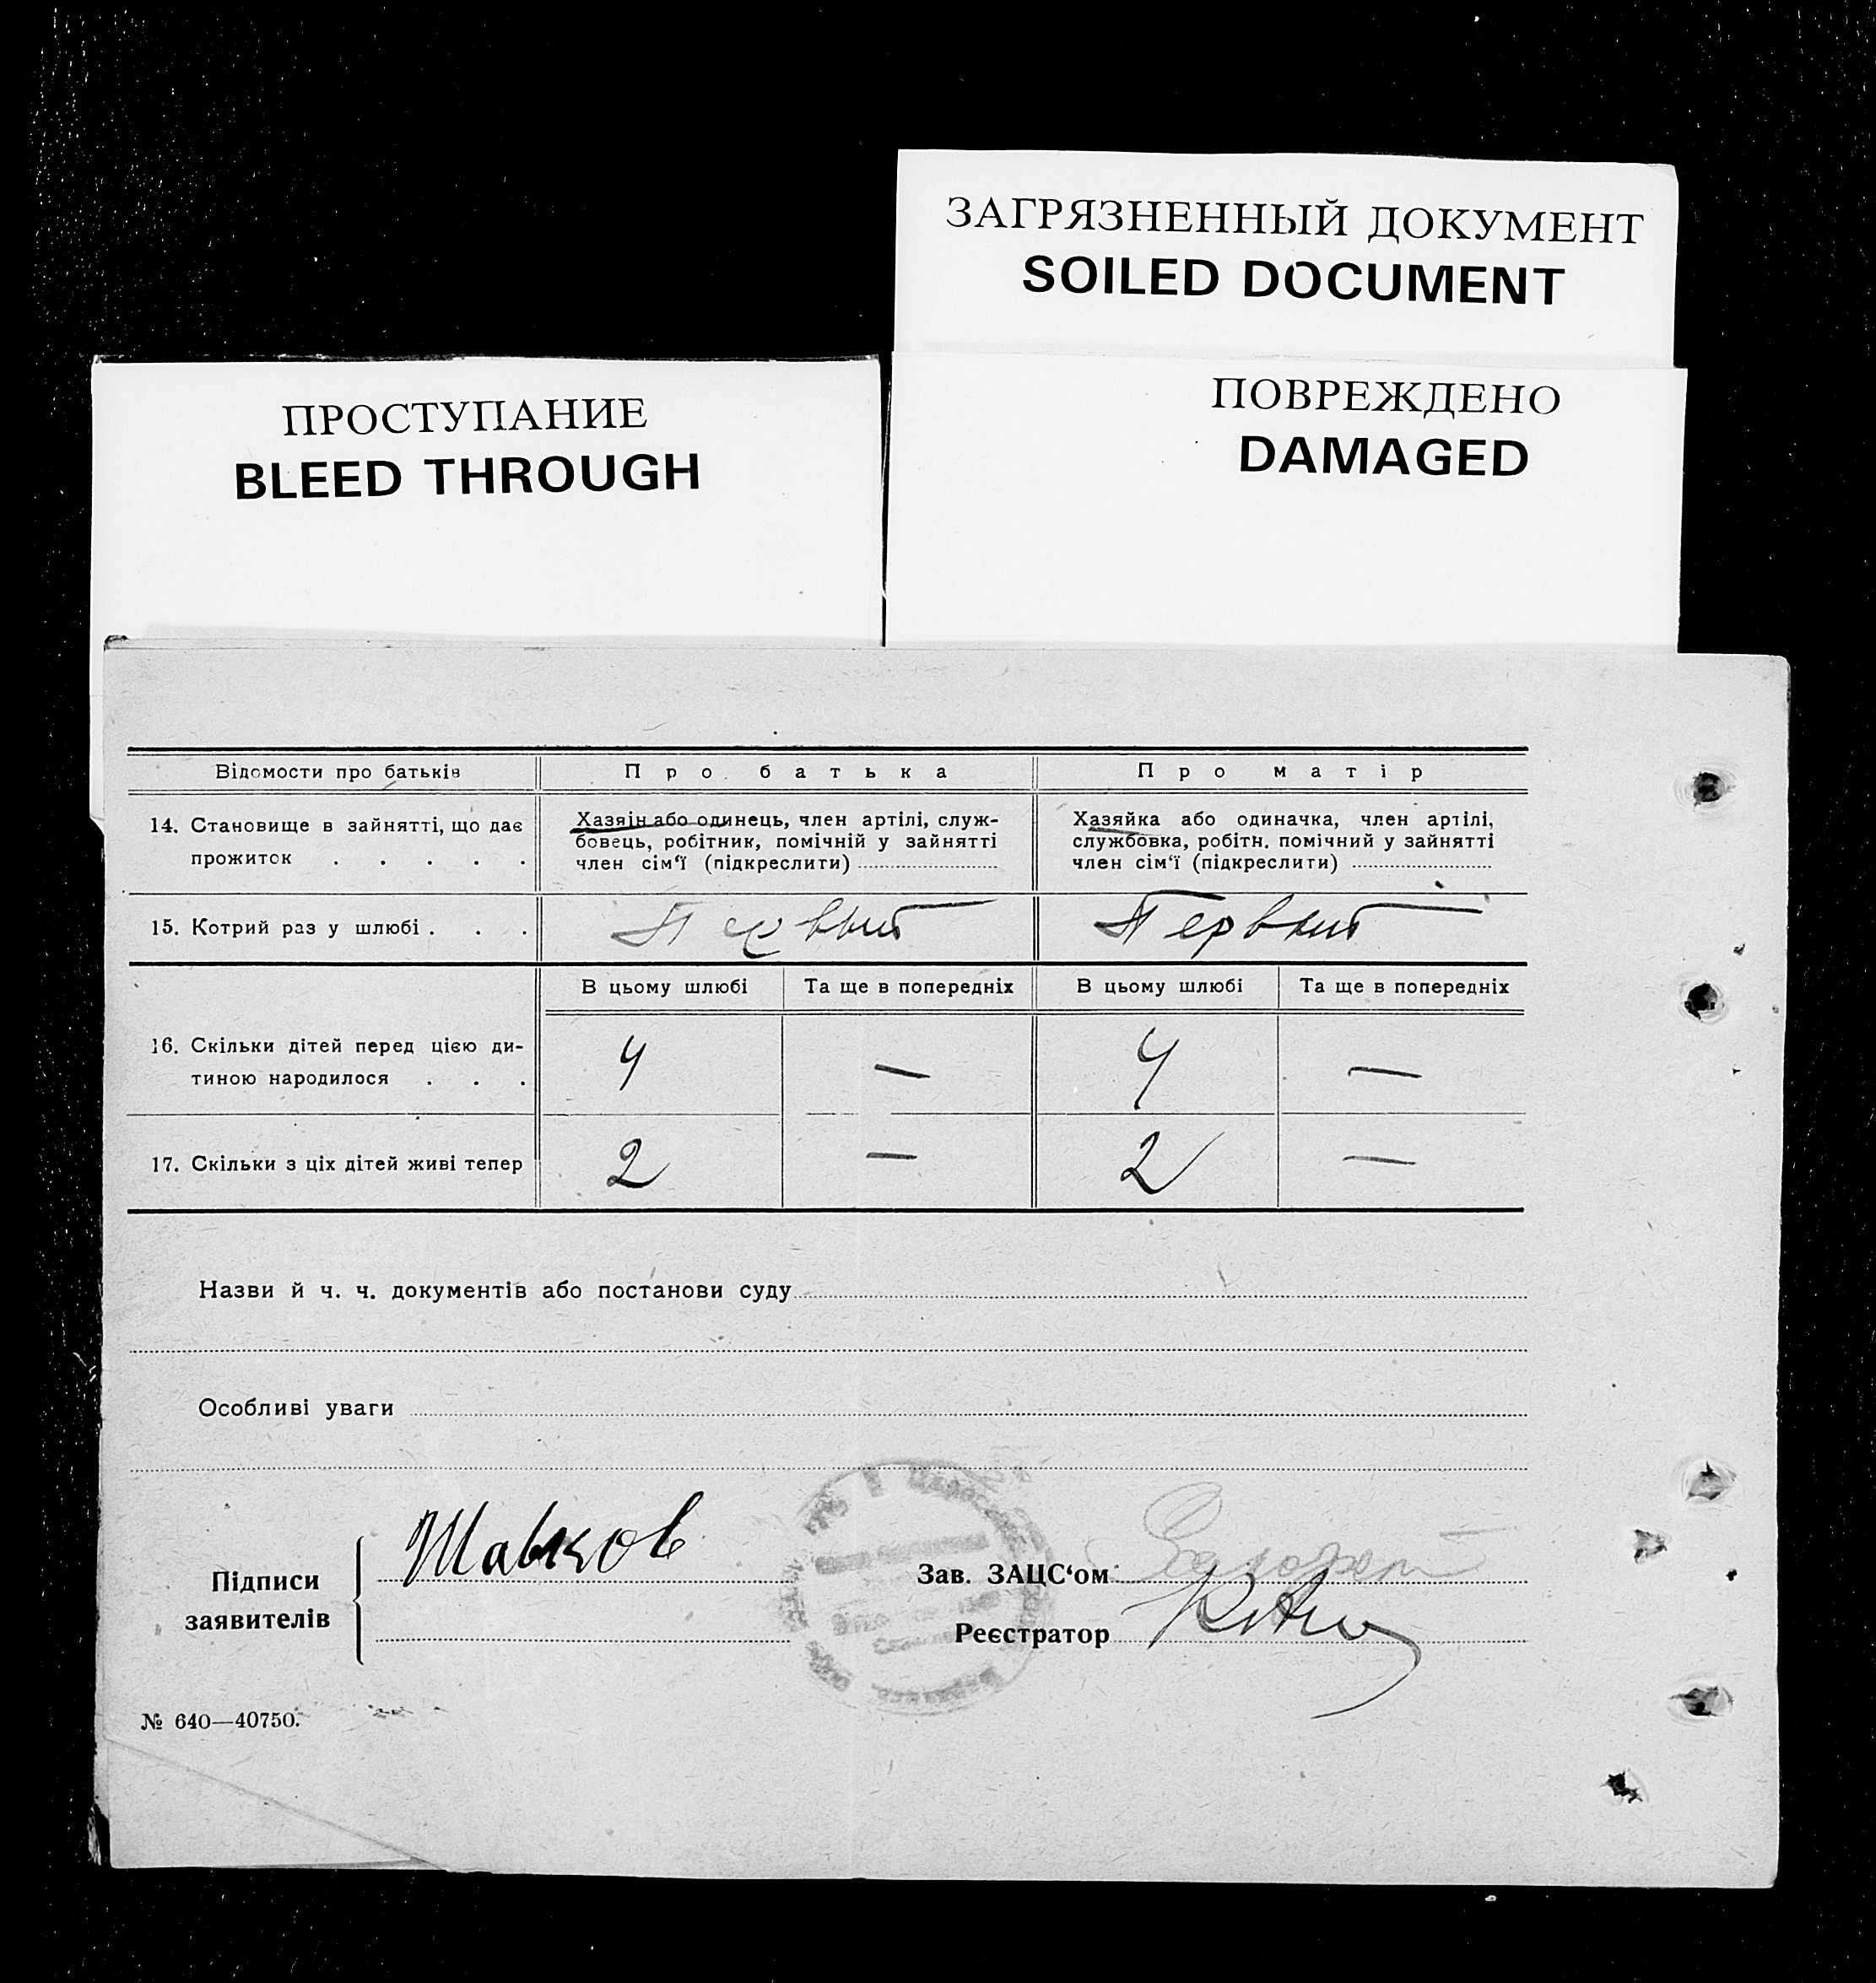 ЗАГРЯЗНЕННЫЙ ДОКУМЕНТ
SOILED DOCUMENT
ПРОСТУПАНИЕ
BLEED THROUGH
ПОВРЕЖДЕНО
DAMAGED
Відомости про батьків
Про батька
Про матір
14. Становище в зайнятті, що дає
прожиток . . . . .
Хазяїн або одинець, член артілі, служ-
бовець, робітник, помічній у зайнятті
член сім‘ї (підкреслити)
Хазяйка або одиначка, член артілі,
службовка, робітн. помічний у зайнятті
член сім‘ї (підкреслити)
15. Котрий раз у шлюбі . . .
Первый
Первый
В цьому шлюбі
Та ще в попередніх
В цьому шлюбі
Та ще в попередніх
16. Скільки дітей перед цією ди-
тиною народилося . . .
4 — 4 —
17. Скільки з ціх дітей живі тепер
2 — 2 —
Назви й ч. ч. документів або постанови суду
Особливі уваги
Підписи
заявителів
Зав. ЗАЦС‘ом
Реєстратор
№ 640—40750.